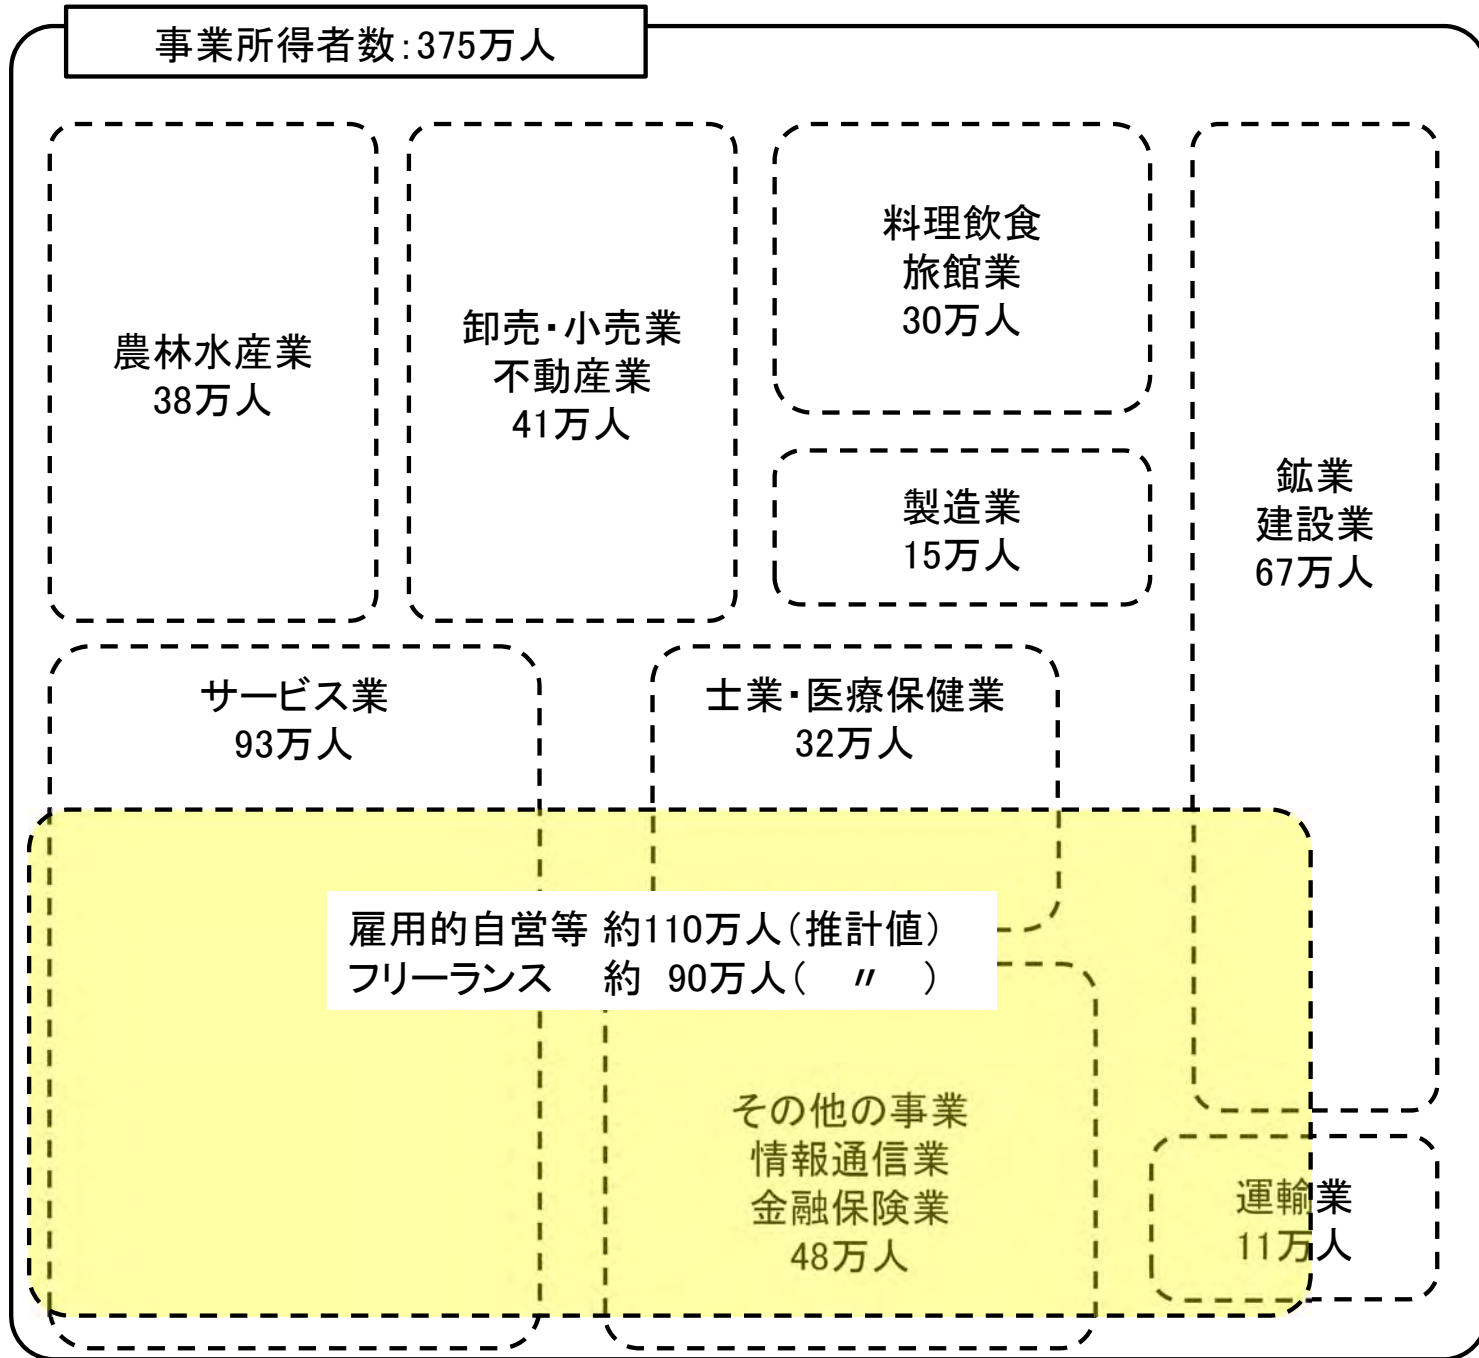 事業所得者数:375万人
農林水産業
38万人
卸売・小売業
不動産業
41万人
料理飲食
旅館業
30万人
製造業
15万人
鉱業
建設業
67万人
サービス業
93万人
士業・医療保健業
32万人
雇用的自営等 約110万人(推計値)
フリーランス 約 90万人( 〃 )
その他の事業
情報通信業
金融保険業
48万人
運輸業
11万人